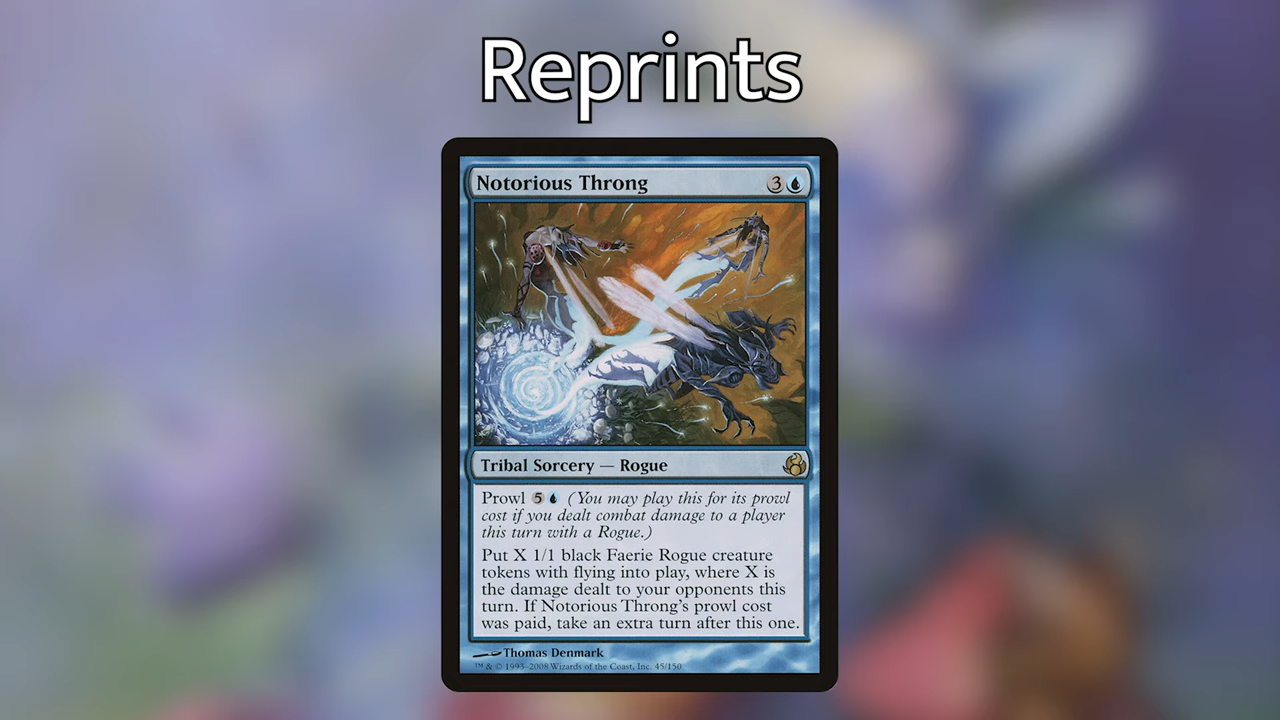 Reprints
Notorious Throng 3
Tribal Sorcery — Rogue
Prowl 5 (You may play this for its prowl
cost if you dealt combat damage to a player
this turn with a Rogue.)
Put X 1/1 black Faerie Rogue creature
tokens with flying into play, where X is
the damage dealt to your opponents this
turn. If Notorious Throng's prowl cost
was paid, take an extra turn after this one.
Thomas Denmark
™ & © 1993–2008 Wizards of the Coast, Inc. 45/150